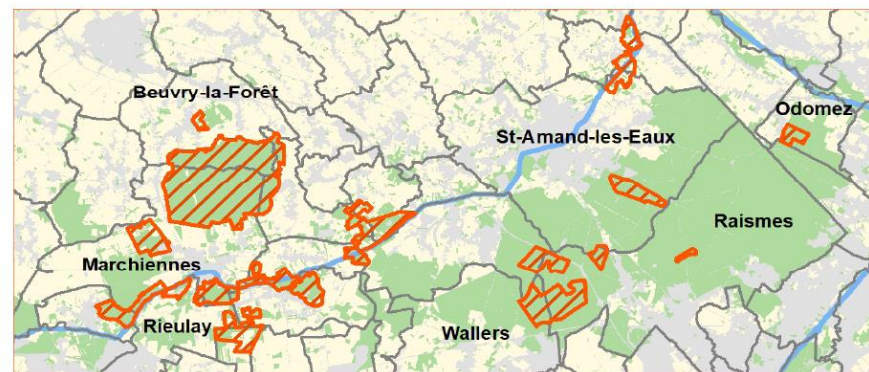 Beuvry-la-Forêt
Odomez
St-Amand-les-Eaux
Raismes
Marchiennes
Rieulay
Wallers